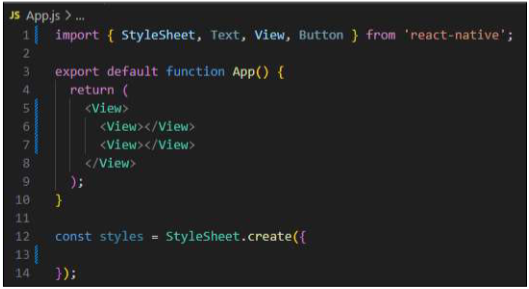 JS App.js > ...
1 import { StyleSheet, Text, View, Button } from 'react-native';
2
3 export default function App() {
4   return (
5     <View>
6       <View></View>
7       <View></View>
8     </View>
9   );
10 }
11
12 const styles = StyleSheet.create({
13
14 });